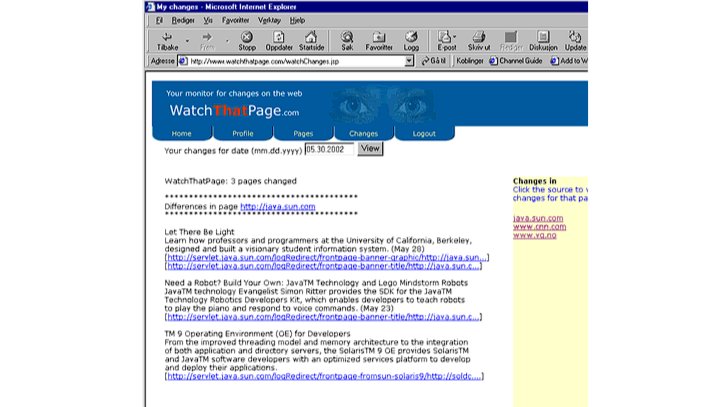 My changes - Microsoft Internet Explorer
Fil Rediger Vis Favoritter Verktøy Hjelp
Tilbake Frem Stopp Oppdater Startside Søk Favoritter Logg E-post Skriv ut Rediger Diskusjon Update
Adresse http://www.watchthatpage.com/watchChanges.jsp Gå til Koblinger Channel Guide Add to W
Your monitor for changes on the web
WatchThatPage.com
Home Profile Pages Changes Logout
Your changes for date (mm.dd.yyyy) 05.30.2002 View
WatchThatPage: 3 pages changed
****************************************
Differences in page http://java.sun.com
****************************************
Let There Be Light
Learn how professors and programmers at the University of California, Berkeley,
designed and built a visionary student information system. (May 28)
[http://servlet.java.sun.com/logRedirect/frontpage-banner-graphic/http://java.sun...]
[http://servlet.java.sun.com/logRedirect/frontpage-banner-title/http://java.sun.c...]
Need a Robot? Build Your Own: JavaTM Technology and Lego Mindstorm Robots
JavaTM technology Evangelist Simon Ritter provides the SDK for the JavaTM
Technology Robotics Developers Kit, which enables developers to teach robots
to play the piano and respond to voice commands. (May 23)
[http://servlet.java.sun.com/logRedirect/frontpage-banner-title/http://java.sun.c...]
TM 9 Operating Environment (OE) for Developers
From the improved threading model and memory architecture to the integration
of both application and directory servers, the SolarisTM 9 OE provides SolarisTM
and JavaTM software developers with an optimized services platform to develop
and deploy their applications.
[http://servlet.java.sun.com/logRedirect/frontpage-fromsun-solaris9/http://soldc...]
Changes in
Click the source to v
changes for that pa
java.sun.com
www.cnn.com
www.vg.no